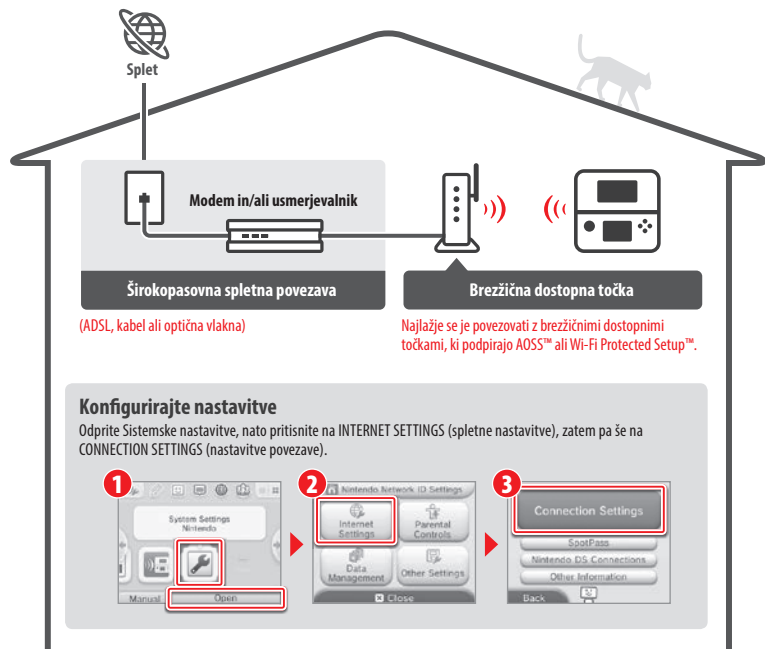 Splet
Modem in/ali usmerjevalnik
Širokopasovna spletna povezava
Brezžična dostopna točka
(ADSL, kabel ali optična vlakna)
Najlažje se je povezovati z brezžičnimi dostopnimi
točkami, ki podpirajo AOSS™ ali Wi-Fi Protected Setup™.
Konfigurirajte nastavitve
Odprite Sistemske nastavitve, nato pritisnite na INTERNET SETTINGS (spletne nastavitve), zatem pa še na
CONNECTION SETTINGS (nastavitve povezave).
1
System Settings
Nintendo
Manual
Open
2
Nintendo Network ID Settings
Internet
Settings
Parental
Controls
Data
Management
Other Settings
X Close
3
Connection Settings
SpotPass
Nintendo DS Connections
Other Information
Back